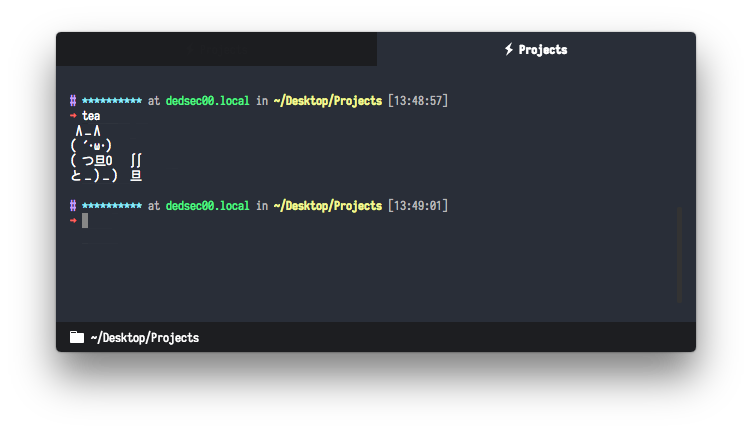 ⚡ Projects
# ********** at dedsec00.local in ~/Desktop/Projects [13:48:57]
→ tea
 ∧_∧
( ´･ω･)
( つ旦O  ∫∫
と_)_)  旦
# ********** at dedsec00.local in ~/Desktop/Projects [13:49:01]
→
~/Desktop/Projects